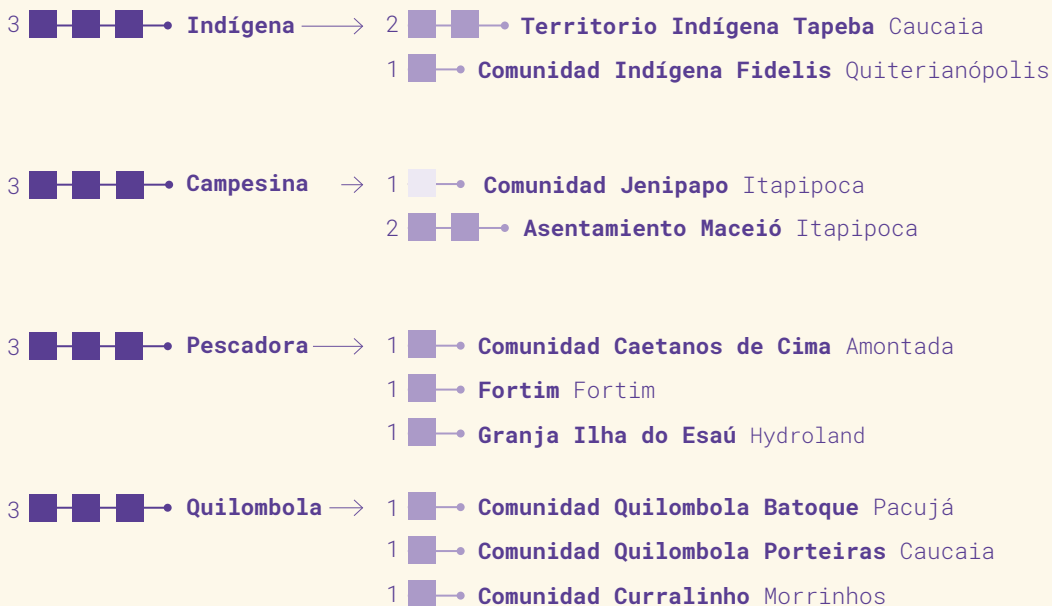 3 Indígena → 2 Territorio Indígena Tapeba Caucaia
1 Comunidad Indígena Fidelis Quiterianópolis
3 Campesina → 1 Comunidad Jenipapo Itapipoca
2 Asentamiento Maceió Itapipoca
3 Pescadora → 1 Comunidad Caetanos de Cima Amontada
1 Fortim Fortim
1 Granja Ilha do Esaú Hydroland
3 Quilombola → 1 Comunidad Quilombola Batoque Pacujá
1 Comunidad Quilombola Porteiras Caucaia
1 Comunidad Curralinho Morrinhos